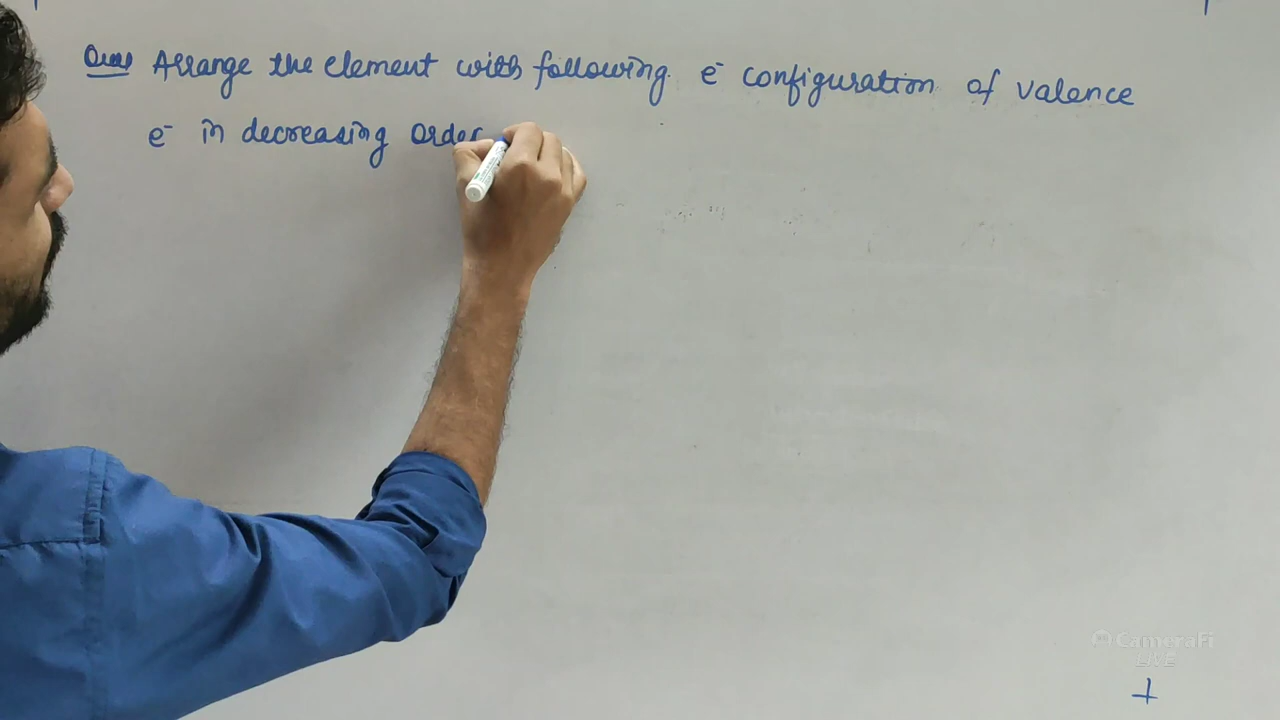 Ques Arrange the element with following e⁻ configuration of valence
e⁻ in decreasing order
CameraFi
LIVE